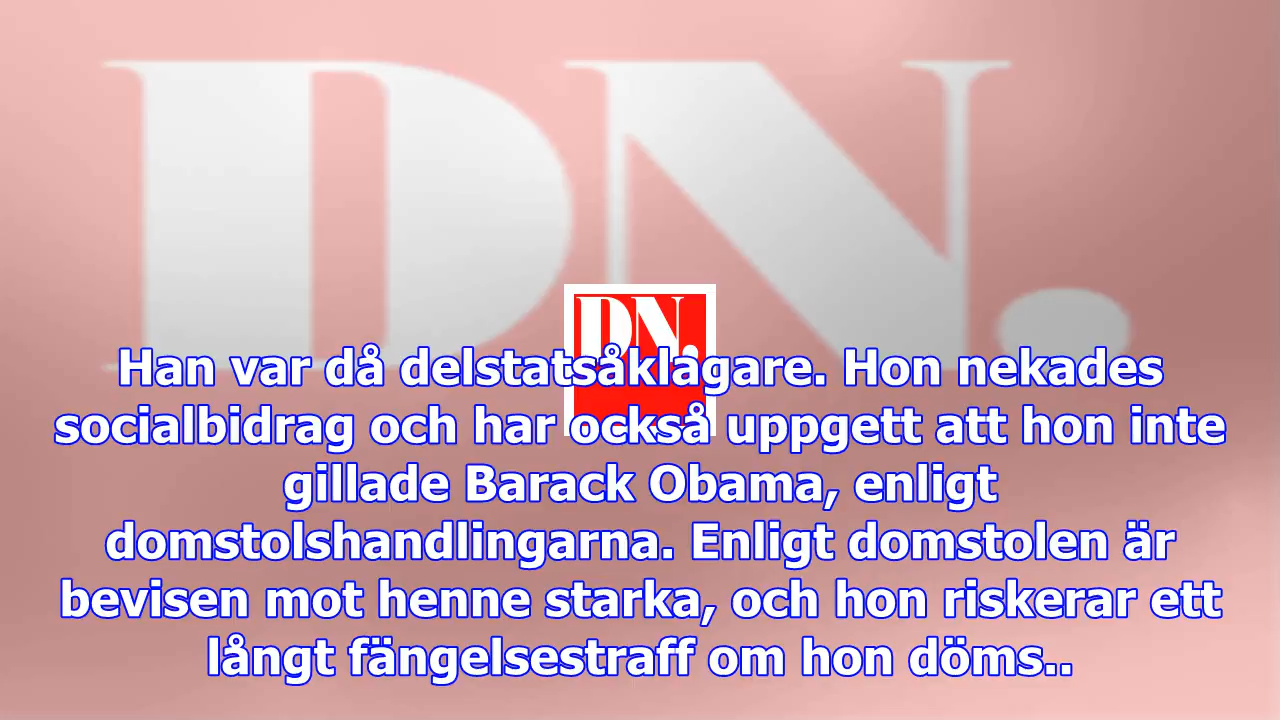 DN.
DN.
Han var då delstatsåklagare. Hon nekades
socialbidrag och har också uppgett att hon inte
gillade Barack Obama, enligt
domstolshandlingarna. Enligt domstolen är
bevisen mot henne starka, och hon riskerar ett
långt fängelsestraff om hon döms..